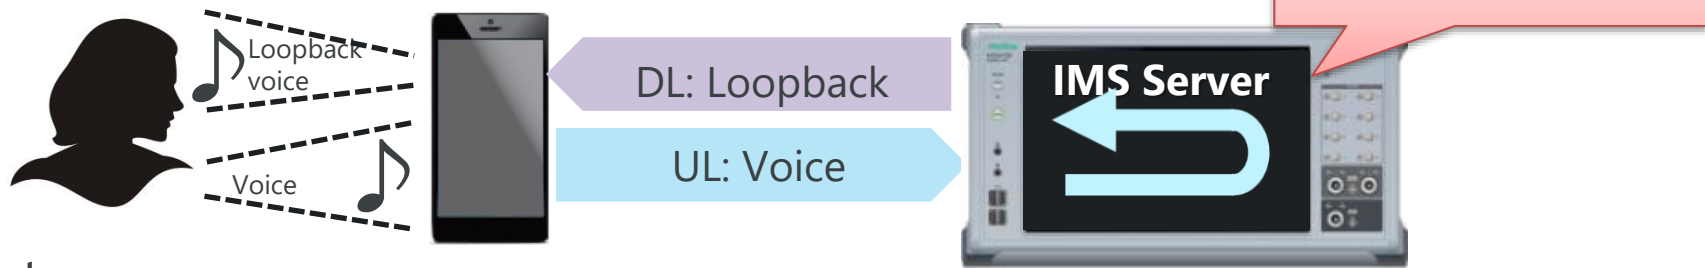 Loopback
voice
DL: Loopback
IMS Server
UL: Voice
Voice